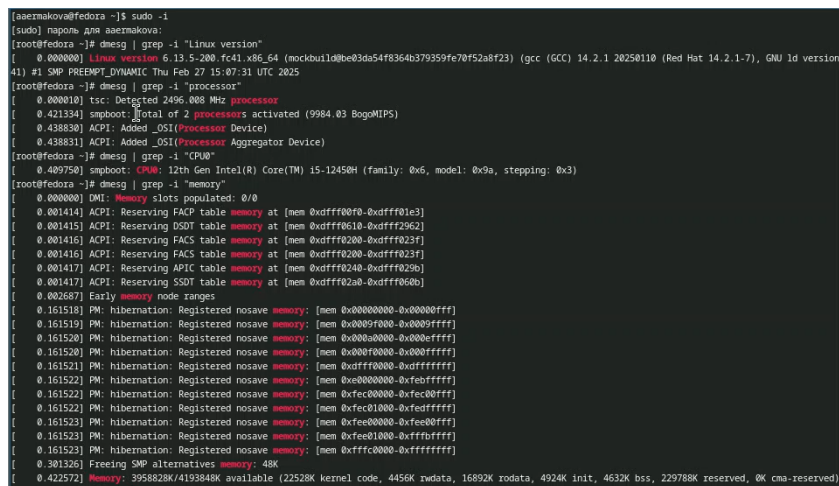 [aaermakova@fedora ~]$ sudo -i
[sudo] пароль для aaermakova:
[root@fedora ~]# dmesg | grep -i "Linux version"
[    0.000000] Linux version 6.13.5-200.fc41.x86_64 (mockbuild@be03da54f8364b379359fe70f52a8f23) (gcc (GCC) 14.2.1 20250110 (Red Hat 14.2.1-7), GNU ld version
41) #1 SMP PREEMPT_DYNAMIC Thu Feb 27 15:07:31 UTC 2025
[root@fedora ~]# dmesg | grep -i "processor"
[    0.000010] tsc: Detected 2496.008 MHz processor
[    0.421334] smpboot: Total of 2 processors activated (9984.03 BogoMIPS)
[    0.438830] ACPI: Added _OSI(Processor Device)
[    0.438831] ACPI: Added _OSI(Processor Aggregator Device)
[root@fedora ~]# dmesg | grep -i "CPU0"
[    0.409750] smpboot: CPU0: 12th Gen Intel(R) Core(TM) i5-12450H (family: 0x6, model: 0x9a, stepping: 0x3)
[root@fedora ~]# dmesg | grep -i "memory"
[    0.000000] DMI: Memory slots populated: 0/0
[    0.001414] ACPI: Reserving FACP table memory at [mem 0xdfff00f0-0xdfff01e3]
[    0.001415] ACPI: Reserving DSDT table memory at [mem 0xdfff0610-0xdfff2962]
[    0.001416] ACPI: Reserving FACS table memory at [mem 0xdfff0200-0xdfff023f]
[    0.001416] ACPI: Reserving FACS table memory at [mem 0xdfff0200-0xdfff023f]
[    0.001417] ACPI: Reserving APIC table memory at [mem 0xdfff0240-0xdfff029b]
[    0.001417] ACPI: Reserving SSDT table memory at [mem 0xdfff02a0-0xdfff060b]
[    0.002687] Early memory node ranges
[    0.161518] PM: hibernation: Registered nosave memory: [mem 0x00000000-0x00000fff]
[    0.161519] PM: hibernation: Registered nosave memory: [mem 0x0009f000-0x0009ffff]
[    0.161520] PM: hibernation: Registered nosave memory: [mem 0x000a0000-0x000effff]
[    0.161520] PM: hibernation: Registered nosave memory: [mem 0x000f0000-0x000fffff]
[    0.161521] PM: hibernation: Registered nosave memory: [mem 0xdfff0000-0xdfffffff]
[    0.161522] PM: hibernation: Registered nosave memory: [mem 0xe0000000-0xfebfffff]
[    0.161522] PM: hibernation: Registered nosave memory: [mem 0xfec00000-0xfec00fff]
[    0.161522] PM: hibernation: Registered nosave memory: [mem 0xfec01000-0xfedfffff]
[    0.161523] PM: hibernation: Registered nosave memory: [mem 0xfee00000-0xfee00fff]
[    0.161523] PM: hibernation: Registered nosave memory: [mem 0xfee01000-0xfffbffff]
[    0.161523] PM: hibernation: Registered nosave memory: [mem 0xfffc0000-0xffffffff]
[    0.301326] Freeing SMP alternatives memory: 48K
[    0.422572] Memory: 3958828K/4193848K available (22528K kernel code, 4456K rwdata, 16892K rodata, 4924K init, 4632K bss, 229788K reserved, 0K cma-reserved)